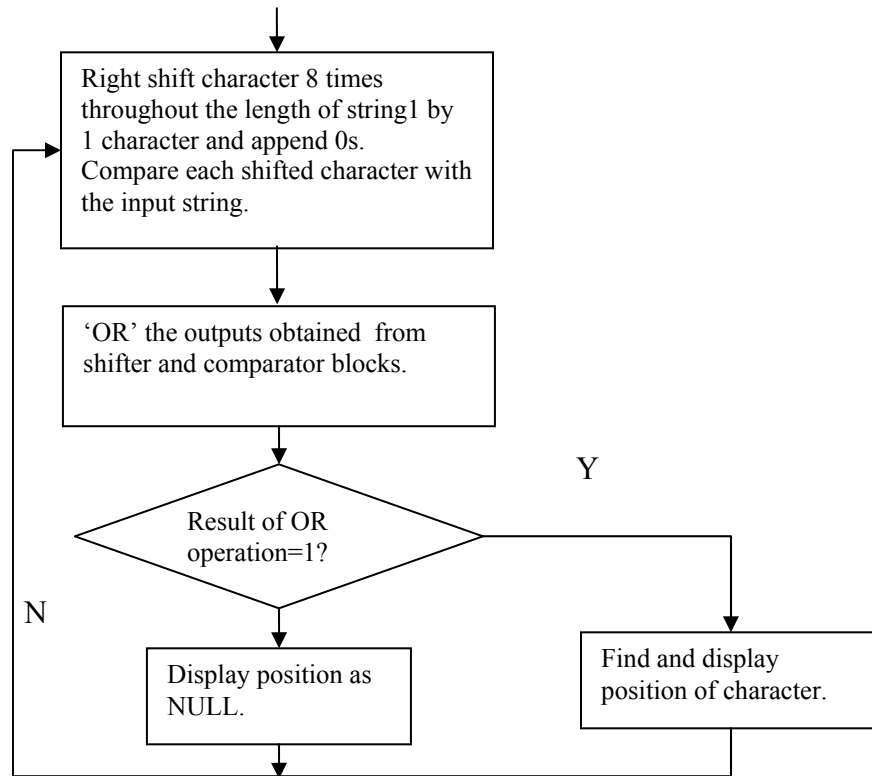 Right shift character 8 times
throughout the length of string1 by
1 character and append 0s.
Compare each shifted character with
the input string.
‘OR’ the outputs obtained from
shifter and comparator blocks.
Y
Result of OR
operation=1?
N
Display position as
NULL.
Find and display
position of character.